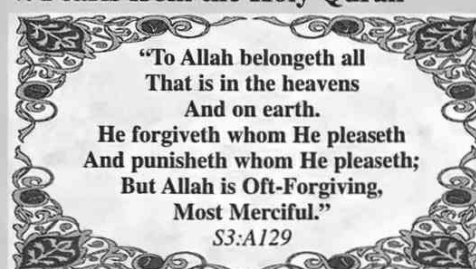 “To Allah belongeth all
That is in the heavens
And on earth.
He forgiveth whom He pleaseth
And punisheth whom He pleaseth;
But Allah is Oft-Forgiving,
Most Merciful.”
S3:A129